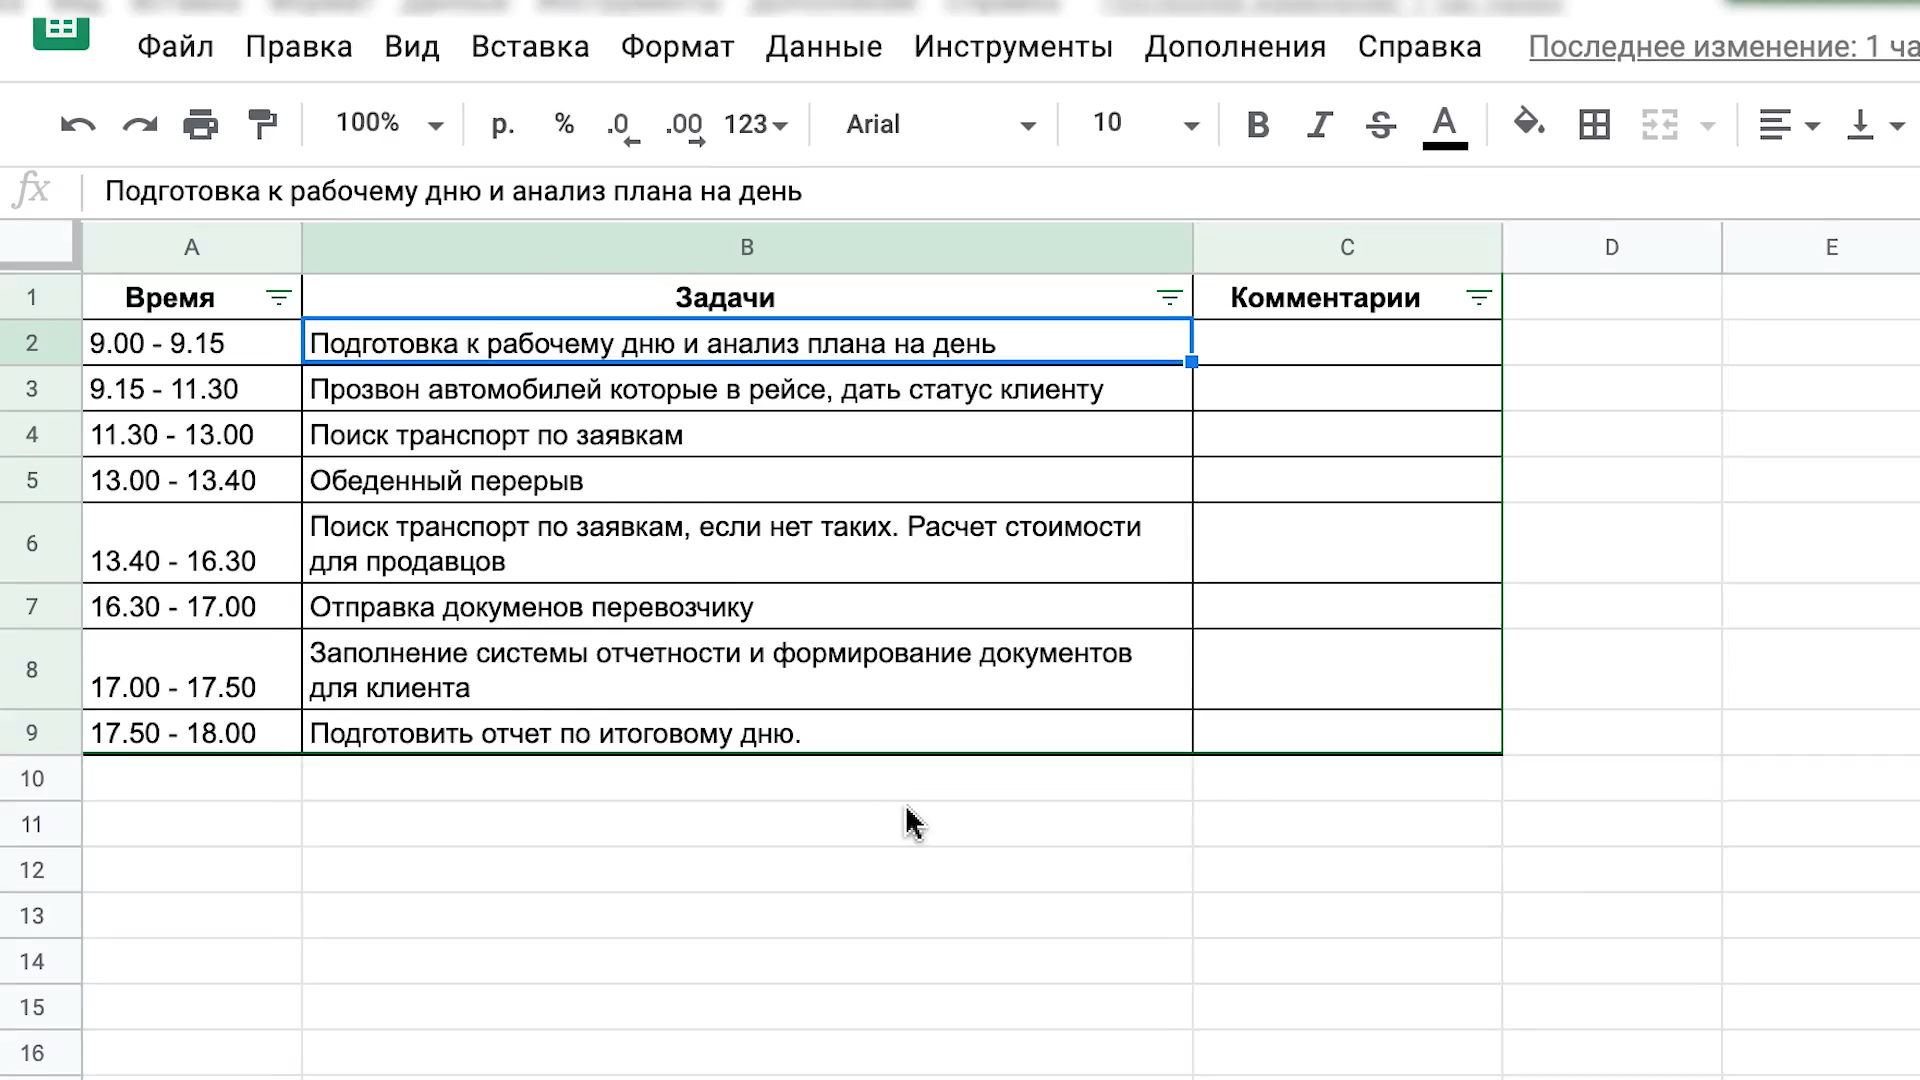 Файл Правка Вид Вставка Формат Данные Инструменты Дополнения Справка Последнее изменение: 1
100% р. % .0 .00 123 Arial 10 B I S A
fx Подготовка к рабочему дню и анализ плана на день
A B C D E
1 Время Задачи Комментарии
2 9.00 - 9.15 Подготовка к рабочему дню и анализ плана на день
3 9.15 - 11.30 Прозвон автомобилей которые в рейсе, дать статус клиенту
4 11.30 - 13.00 Поиск транспорт по заявкам
5 13.00 - 13.40 Обеденный перерыв
6 13.40 - 16.30 Поиск транспорт по заявкам, если нет таких. Расчет стоимости
для продавцов
7 16.30 - 17.00 Отправка докуменов перевозчику
8 17.00 - 17.50 Заполнение системы отчетности и формирование документов
для клиента
9 17.50 - 18.00 Подготовить отчет по итоговому дню.
10
11
12
13
14
15
16